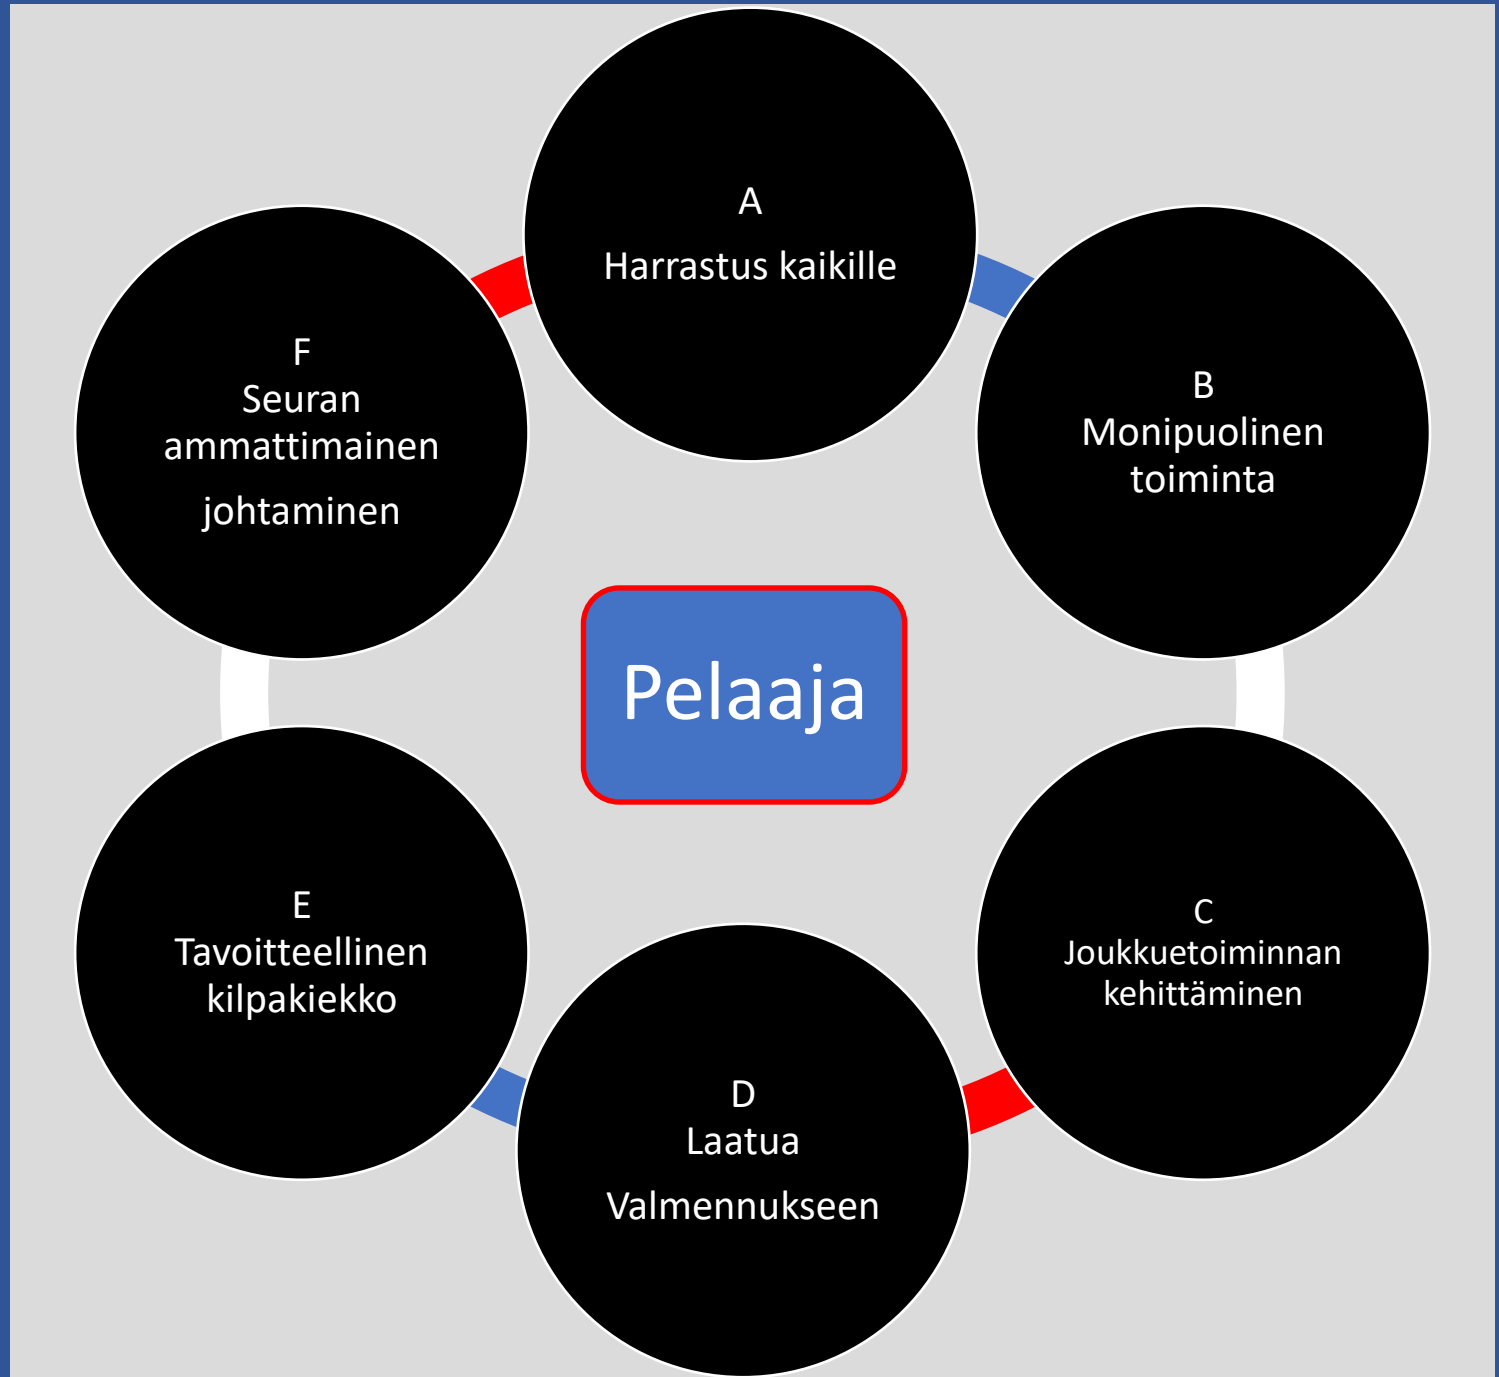 A
Harrastus kaikille
B
Monipuolinen
toiminta
C
Joukkuetoiminnan
kehittäminen
D
Laatua
Valmennukseen
E
Tavoitteellinen
kilpakiekko
F
Seuran
ammattimainen
johtaminen
Pelaaja